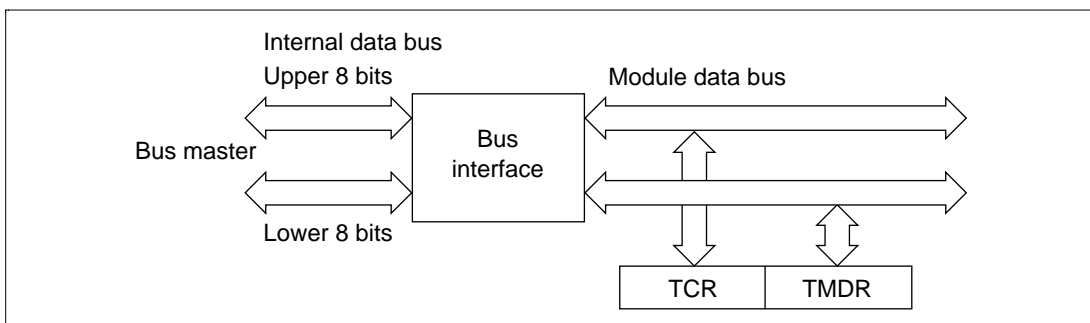 Internal data bus
Upper 8 bits
Module data bus
Bus
interface
Bus master
Lower 8 bits
TCR
TMDR